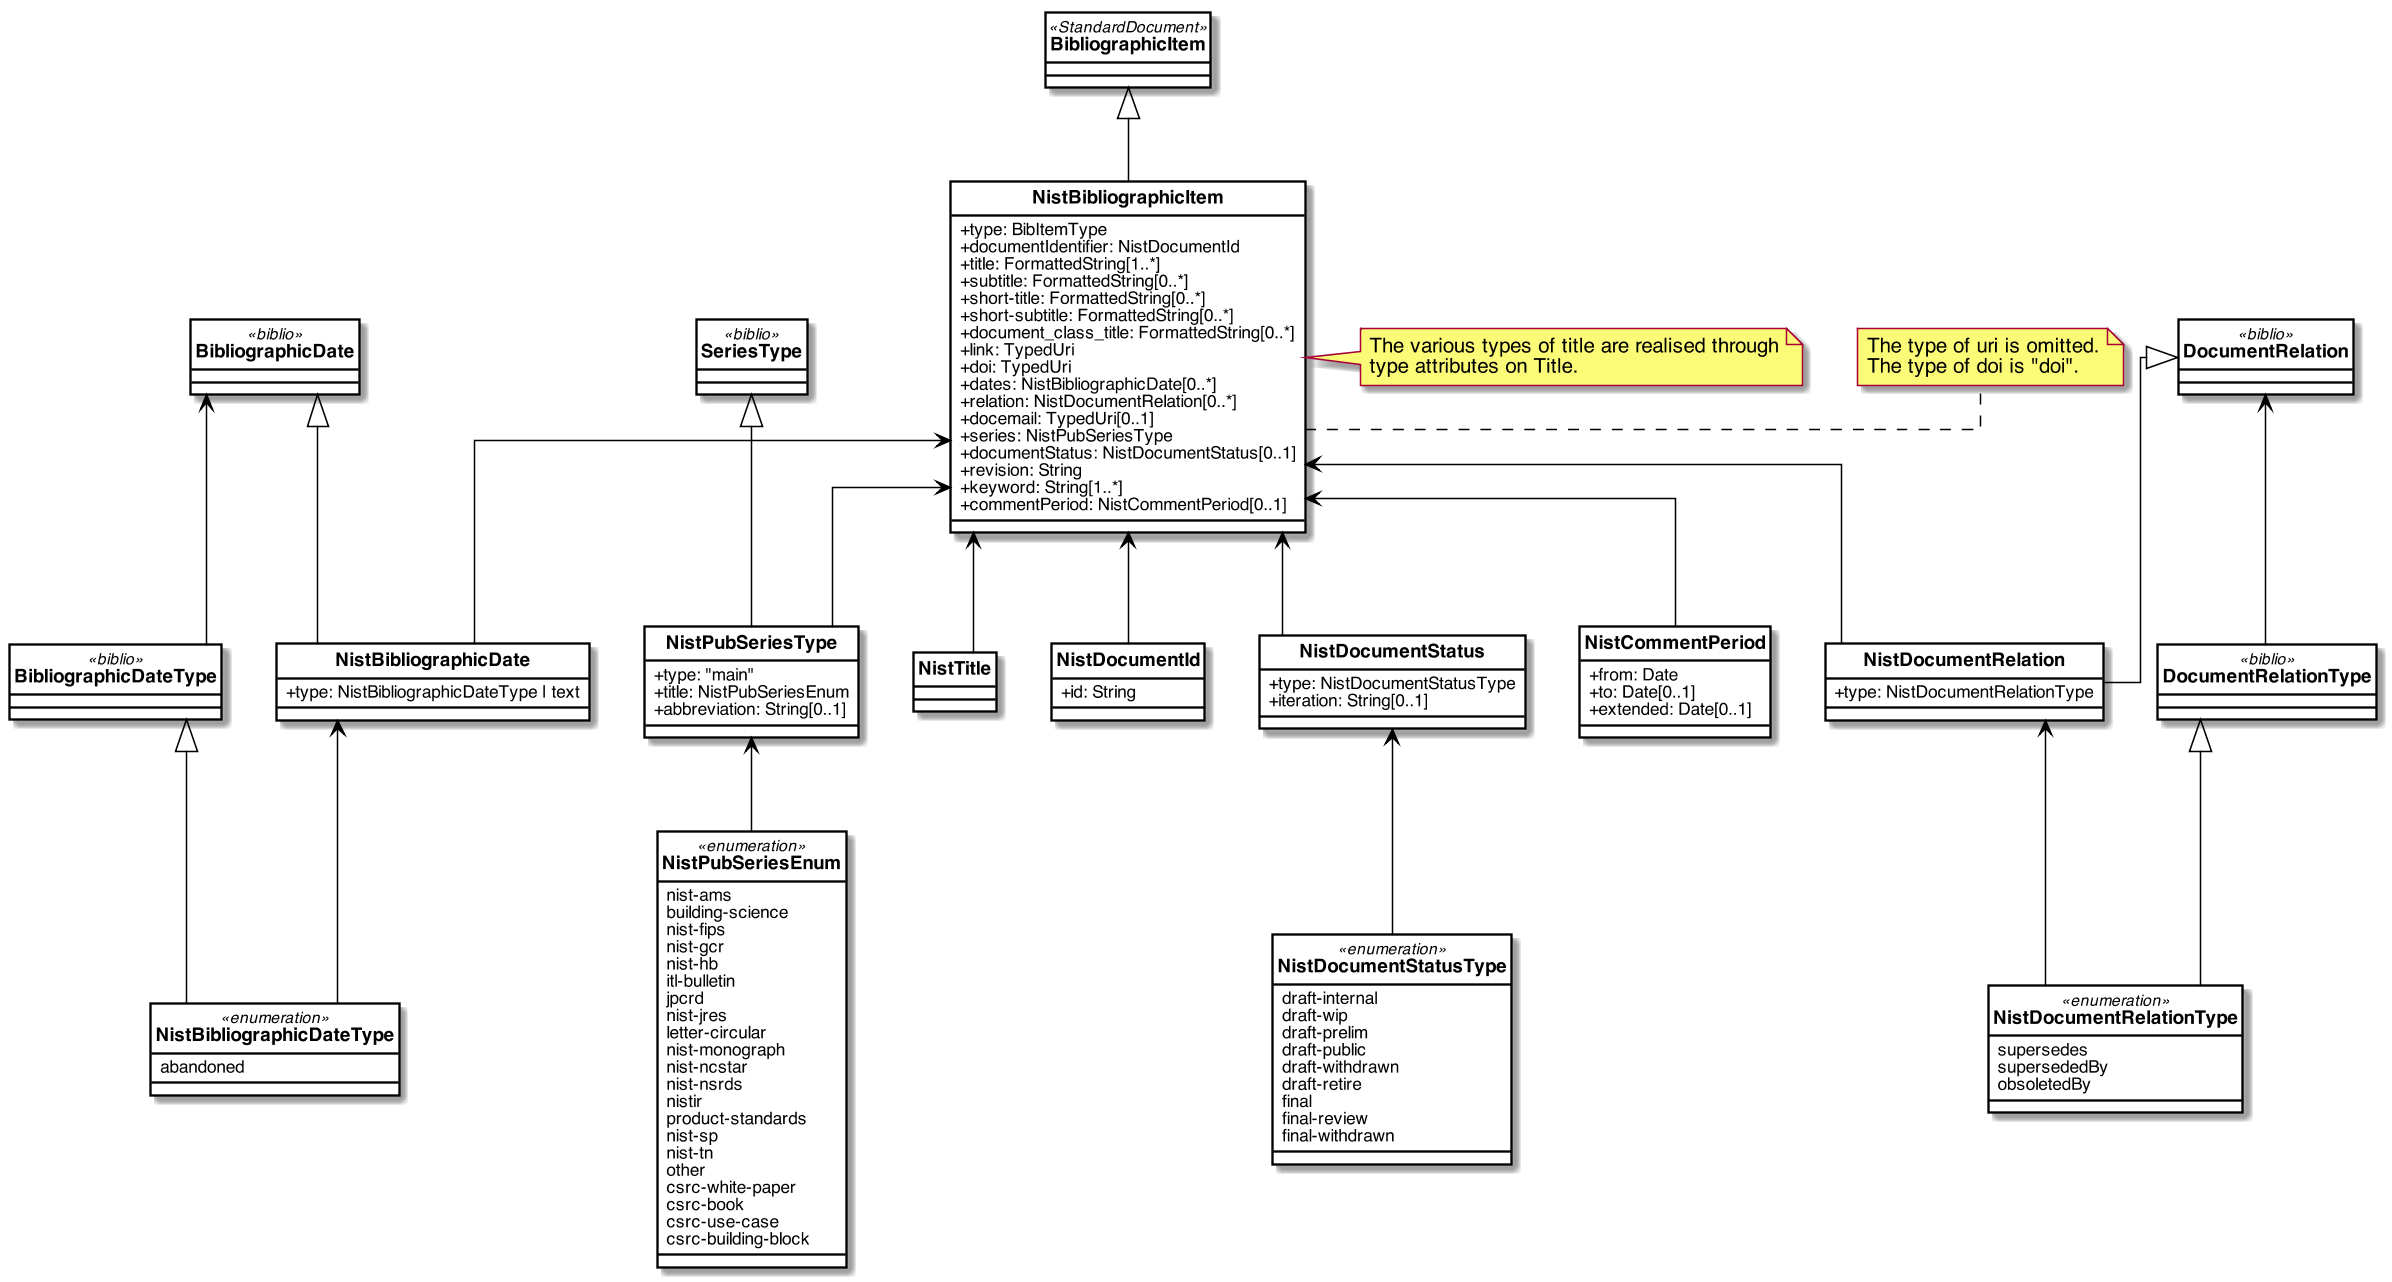 «StandardDocument»
BibliographicItem
NistBibliographicItem
+type: BibItemType
+documentIdentifier: NistDocumentId
+title: FormattedString[1..*]
+subtitle: FormattedString[0..*]
+short-title: FormattedString[0..*]
+short-subtitle: FormattedString[0..*]
+document_class_title: FormattedString[0..*]
+link: TypedUri
+doi: TypedUri
+dates: NistBibliographicDate[0..*]
+relation: NistDocumentRelation[0..*]
+docemail: TypedUri[0..1]
+series: NistPubSeriesType
+documentStatus: NistDocumentStatus[0..1]
+revision: String
+keyword: String[1..*]
+commentPeriod: NistCommentPeriod[0..1]
«biblio»
BibliographicDate
«biblio»
SeriesType
The various types of title are realised through
type attributes on Title.
The type of uri is omitted.
The type of doi is "doi".
«biblio»
DocumentRelation
«biblio»
BibliographicDateType
NistBibliographicDate
+type: NistBibliographicDateType | text
NistPubSeriesType
+type: "main"
+title: NistPubSeriesEnum
+abbreviation: String[0..1]
NistTitle
NistDocumentId
+id: String
NistDocumentStatus
+type: NistDocumentStatusType
+iteration: String[0..1]
NistCommentPeriod
+from: Date
+to: Date[0..1]
+extended: Date[0..1]
NistDocumentRelation
+type: NistDocumentRelationType
«biblio»
DocumentRelationType
«enumeration»
NistBibliographicDateType
abandoned
«enumeration»
NistPubSeriesEnum
nist-ams
building-science
nist-fips
nist-gcr
nist-hb
itl-bulletin
jpcrd
nist-jres
letter-circular
nist-monograph
nist-ncstar
nist-nsrds
nistir
product-standards
nist-sp
nist-tn
other
csrc-white-paper
csrc-book
csrc-use-case
csrc-building-block
«enumeration»
NistDocumentStatusType
draft-internal
draft-wip
draft-prelim
draft-public
draft-withdrawn
draft-retire
final
final-review
final-withdrawn
«enumeration»
NistDocumentRelationType
supersedes
supersededBy
obsoletedBy